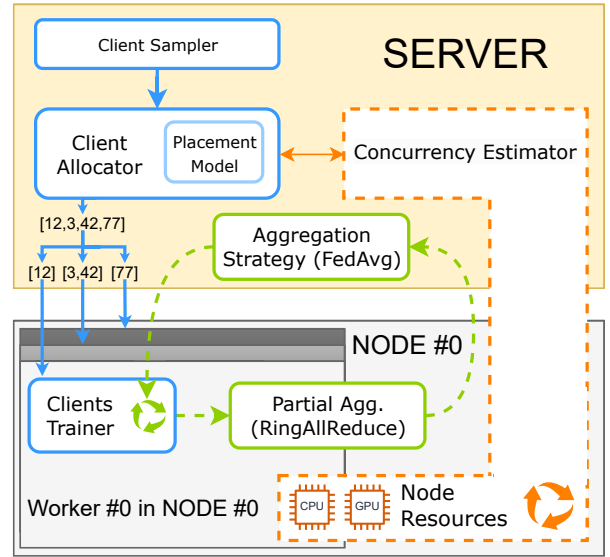 Client Sampler
SERVER
Client
Allocator
Placement
Model
Concurrency Estimator
[12,3,42,77]
[12] [3,42] [77]
Aggregation
Strategy (FedAvg)
NODE #0
Clients
Trainer
Partial Agg.
(RingAllReduce)
Worker #0 in NODE #0
CPU
GPU
Node
Resources